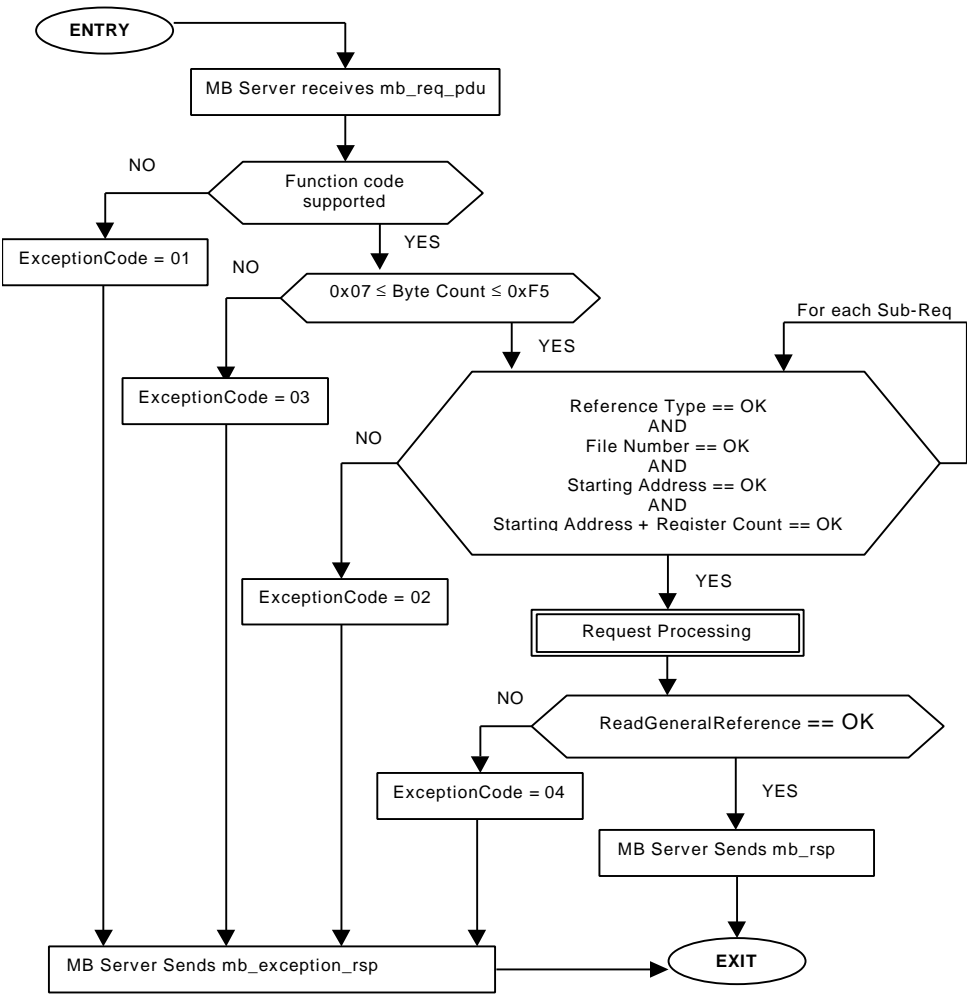 ENTRY
MB Server receives mb_req_pdu
NO
Function code
supported
YES
ExceptionCode = 01
NO
0x07 ≤ Byte Count ≤ 0xF5
For each Sub-Req
YES
ExceptionCode = 03
Reference Type == OK
AND
File Number == OK
AND
Starting Address == OK
AND
Starting Address + Register Count == OK
NO
YES
ExceptionCode = 02
Request Processing
NO
ReadGeneralReference == OK
YES
ExceptionCode = 04
MB Server Sends mb_rsp
MB Server Sends mb_exception_rsp
EXIT